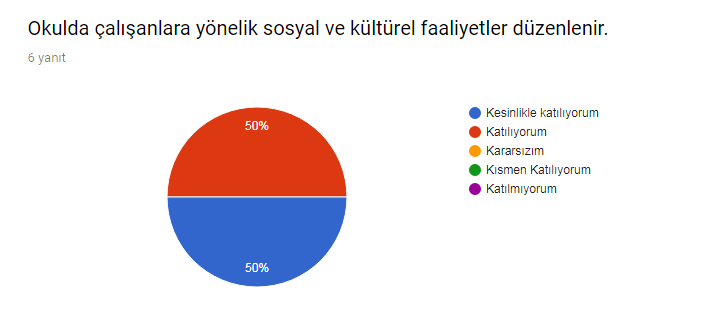 Okulda çalışanlara yönelik sosyal ve kültürel faaliyetler düzenlenir.
6 yanıt
50%
50%
Kesinlikle katılıyorum
Katılıyorum
Kararsızım
Kısmen Katılıyorum
Katılmıyorum